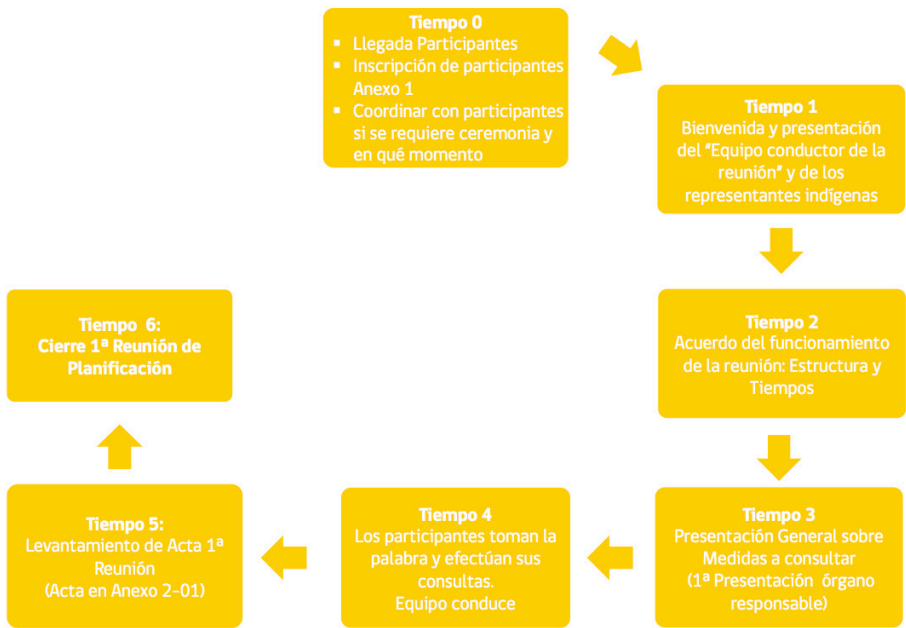 Tiempo 0
▪ Llegada Participantes
▪ Inscripción de participantes
Anexo 1
▪ Coordinar con participantes
si se requiere ceremonia y
en qué momento
Tiempo 1
Bienvenida y presentación
del "Equipo conductor de la
reunión" y de los
representantes indígenas
Tiempo 2
Acuerdo del funcionamiento
de la reunión: Estructura y
Tiempos
Tiempo 3
Presentación General sobre
Medidas a consultar
(1ª Presentación órgano
responsable)
Tiempo 4
Los participantes toman la
palabra y efectúan sus
consultas.
Equipo conduce
Tiempo 5:
Levantamiento de Acta 1ª
Reunión
(Acta en Anexo 2-01)
Tiempo 6:
Cierre 1ª Reunión de
Planificación